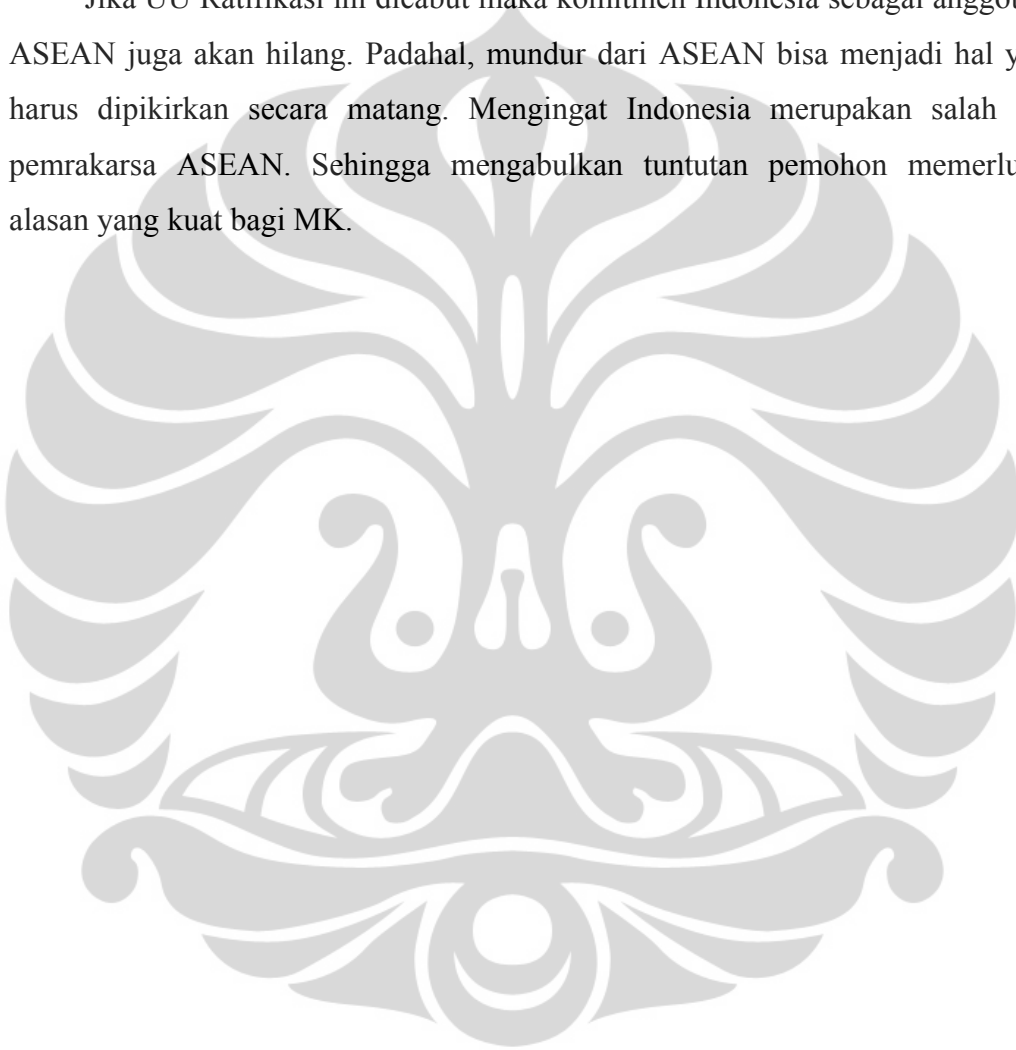 Jika UU Ratifikasi ini dicabut maka komitmen Indonesia sebagai
ASEAN juga akan hilang. Padahal, mundur dari ASEAN bisa menjadi hal
harus dipikirkan secara matang. Mengingat Indonesia merupakan salah
pemrakarsa ASEAN. Sehingga mengabulkan tuntutan pemohon
alasan yang kuat bagi MK.